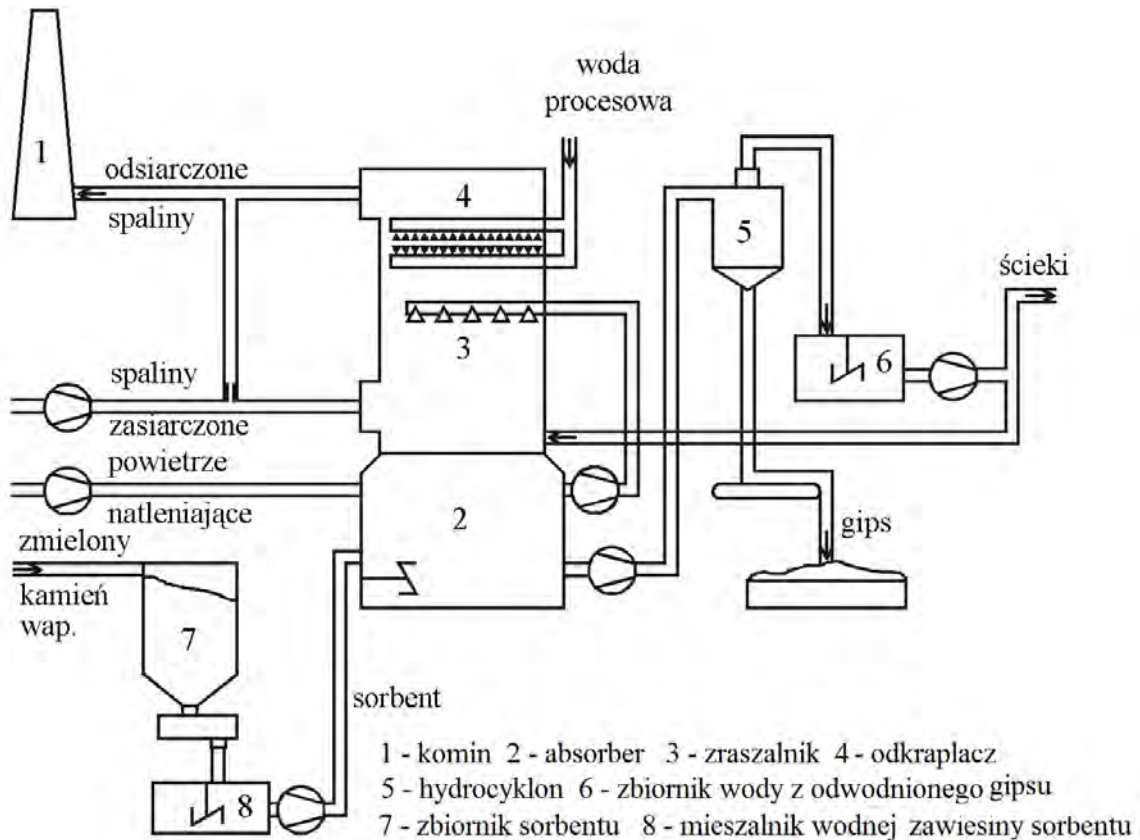 woda
procesowa
1
odsiarczone
spaliny
4
5
ścieki
3
6
spaliny
zasiarczone
powietrze
natleniające
2
gips
zmielony
kamień
wap.
7
sorbent
8
1 - komin 2 - absorber 3 - zraszalnik 4 - odkraplacz
5 - hydrocyklon 6 - zbiornik wody z odwodnionego gipsu
7 - zbiornik sorbentu 8 - mieszalnik wodnej zawiesiny sorbentu